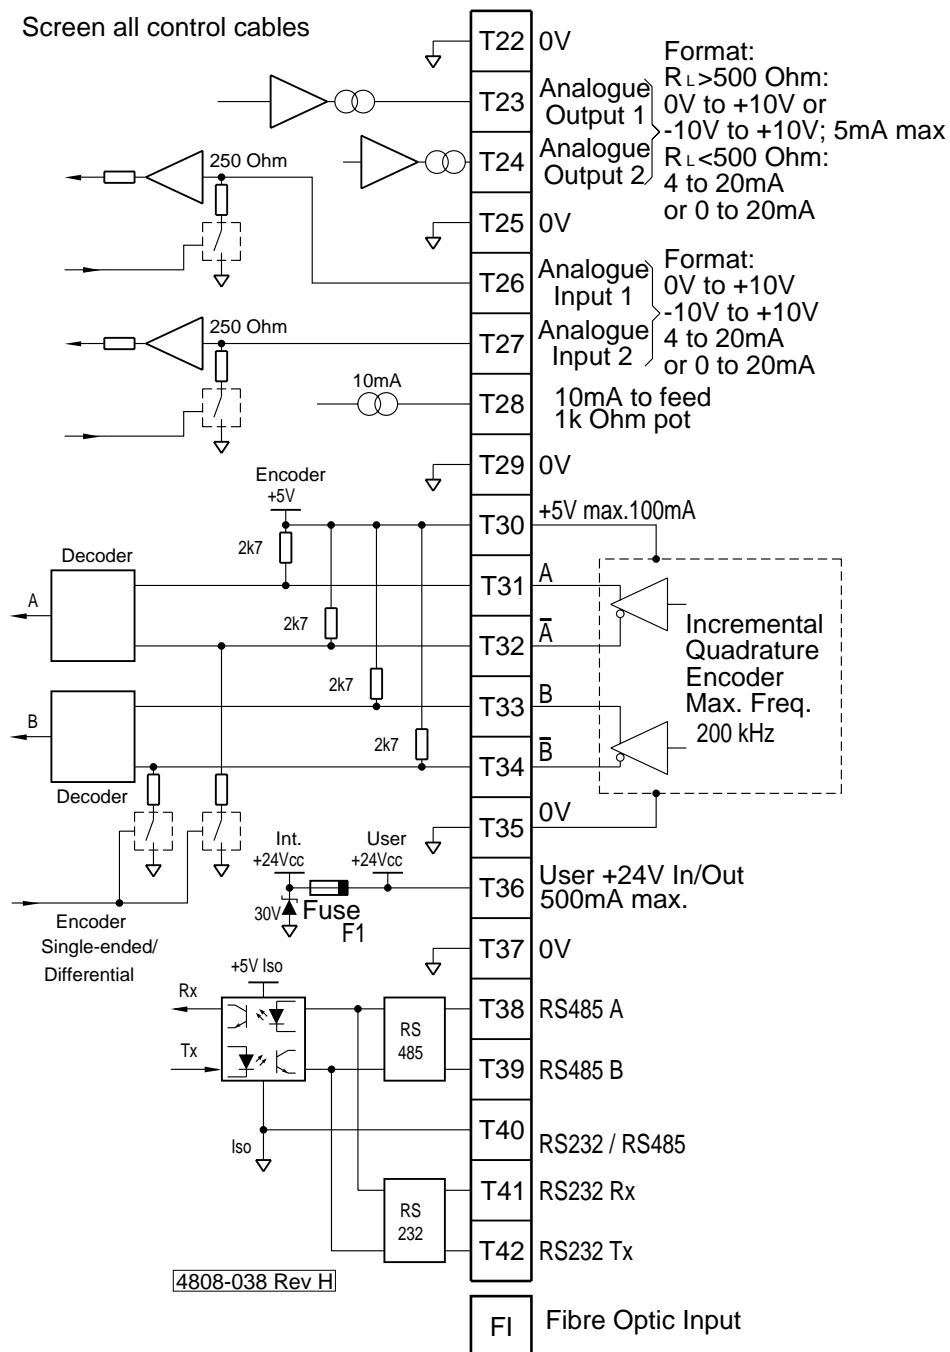 Screen all control cables
T22 0V
Format:
R L >500 Ohm:
0V to +10V or
-10V to +10V; 5mA max
R L <500 Ohm:
4 to 20mA
or 0 to 20mA
T23 Analogue
Output 1
T24 Analogue
Output 2
250 Ohm
T25 0V
T26 Analogue
Input 1
Format:
0V to +10V
-10V to +10V
4 to 20mA
or 0 to 20mA
250 Ohm
T27 Analogue
Input 2
10mA
T28 10mA to feed
1k Ohm pot
T29 0V
Encoder
+5V
T30 +5V max.100mA
2k7
Decoder
T31 A
A
2k7
T32 A̅
Incremental
Quadrature
Encoder
Max. Freq.
200 kHz
2k7
T33 B
B
2k7
T34 B̅
Decoder
T35 0V
Int.
+24Vcc
User
+24Vcc
T36 User +24V In/Out
500mA max.
30V
Fuse
F1
Encoder
Single-ended/
Differential
T37 0V
+5V Iso
Rx
T38 RS485 A
RS
485
Tx
T39 RS485 B
T40 RS232 / RS485
Iso
T41 RS232 Rx
RS
232
T42 RS232 Tx
4808-038 Rev H
FI Fibre Optic Input